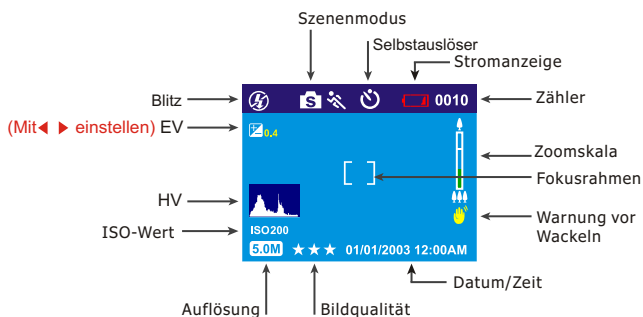 Szenenmodus
Selbstauslöser
Stromanzeige
Blitz
S
0010
Zähler
(Mit◀ ▶ einstellen) EV
0.4
Zoomskala
Fokusrahmen
HV
ISO-Wert
ISO200
Warnung vor
Wackeln
5.0M ★★★ 01/01/2003 12:00AM
Datum/Zeit
Auflösung
Bildqualität